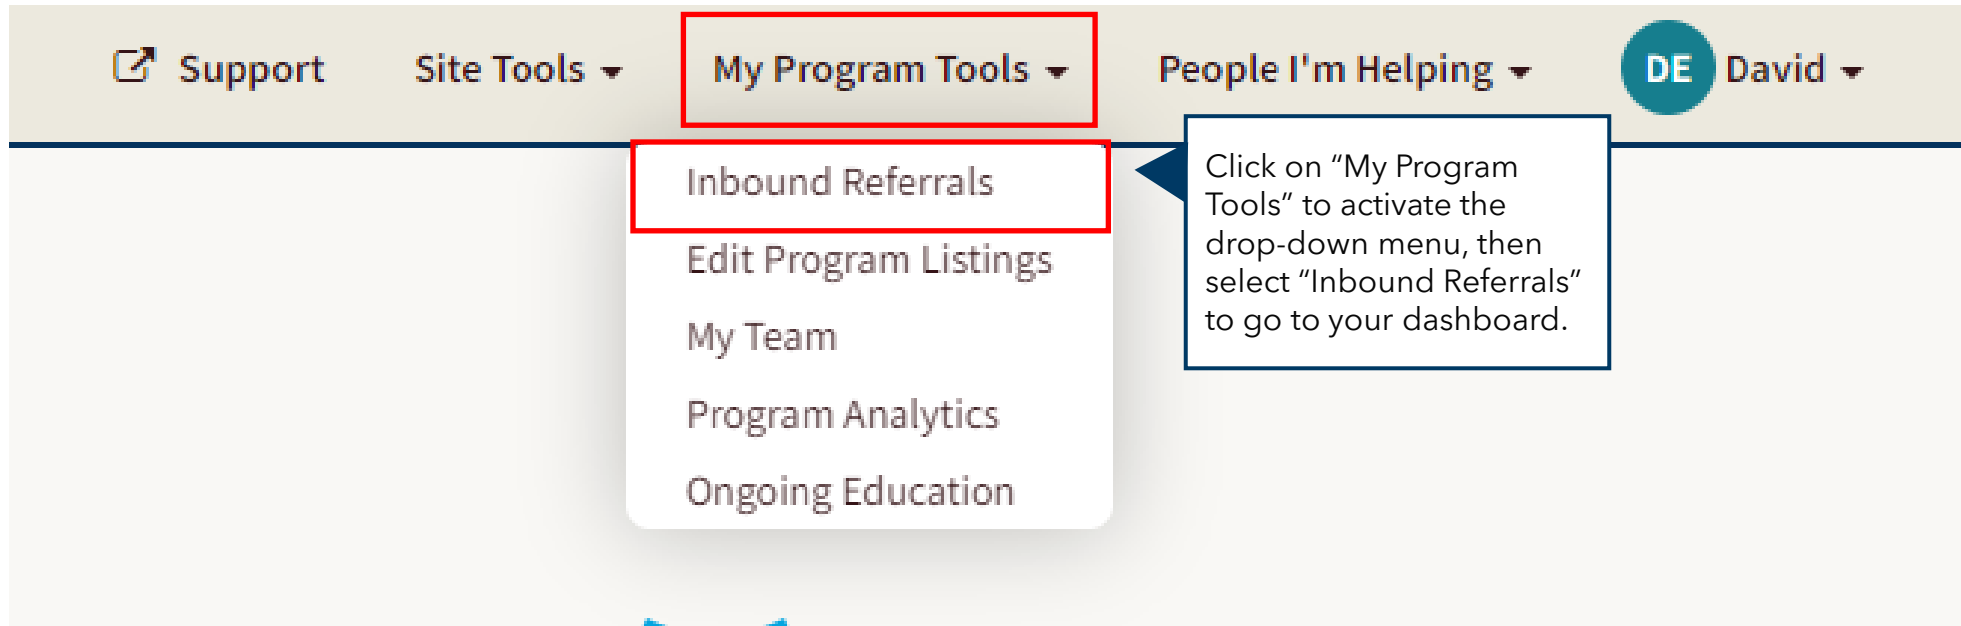 Support
Site Tools
My Program Tools
People I'm Helping
DE
David
Inbound Referrals
Edit Program Listings
My Team
Program Analytics
Ongoing Education
Click on “My Program
Tools” to activate the
drop-down menu, then
select “Inbound Referrals”
to go to your dashboard.